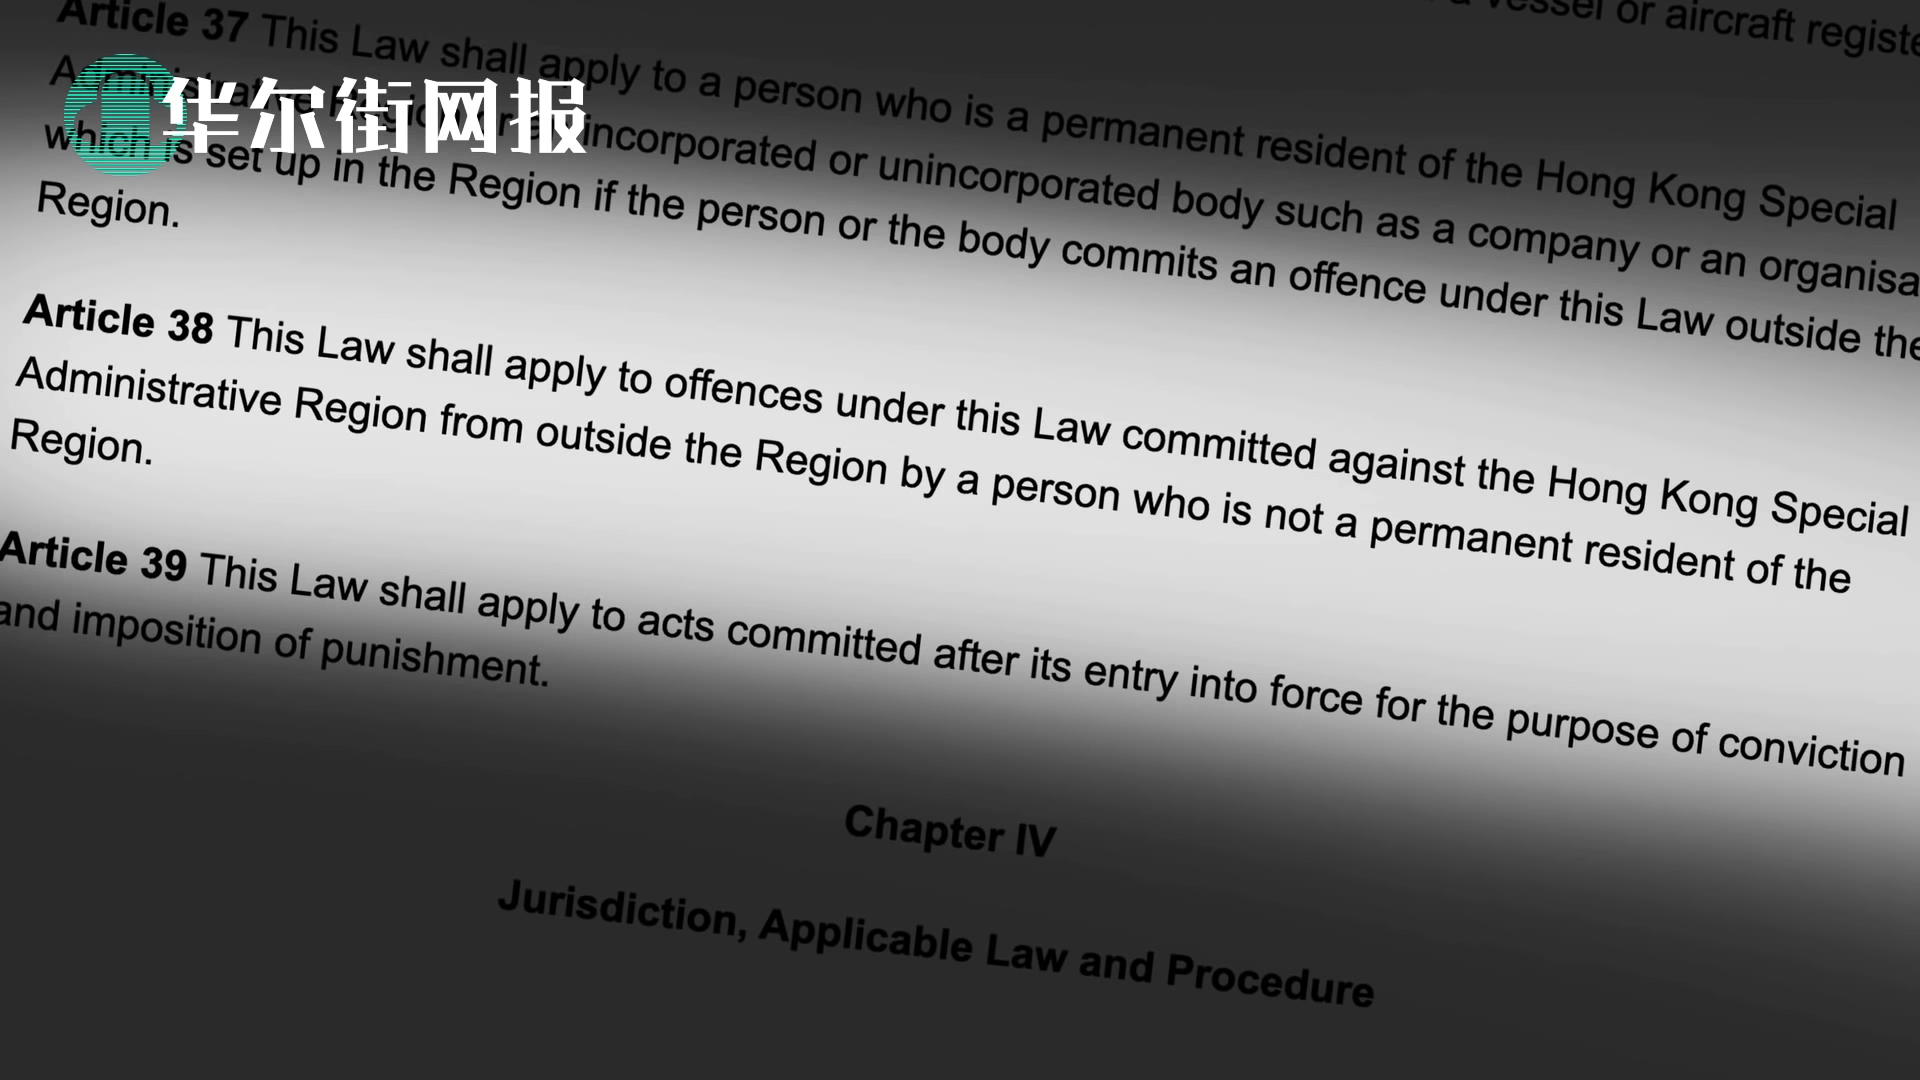 a vessel or aircraft registe
Article 37 This Law shall apply to a person who is a permanent resident of the Hong Kong Special
Administrative incorporated or unincorporated body such as a company or an organisa
which is set up in the Region if the person or the body commits an offence under this Law outside the
Region.
华尔街网报
Article 38 This Law shall apply to offences under this Law committed against the Hong Kong Special
Administrative Region from outside the Region by a person who is not a permanent resident of the
Region.
Article 39 This Law shall apply to acts committed after its entry into force for the purpose of conviction
and imposition of punishment.
Chapter IV
Jurisdiction, Applicable Law and Procedure